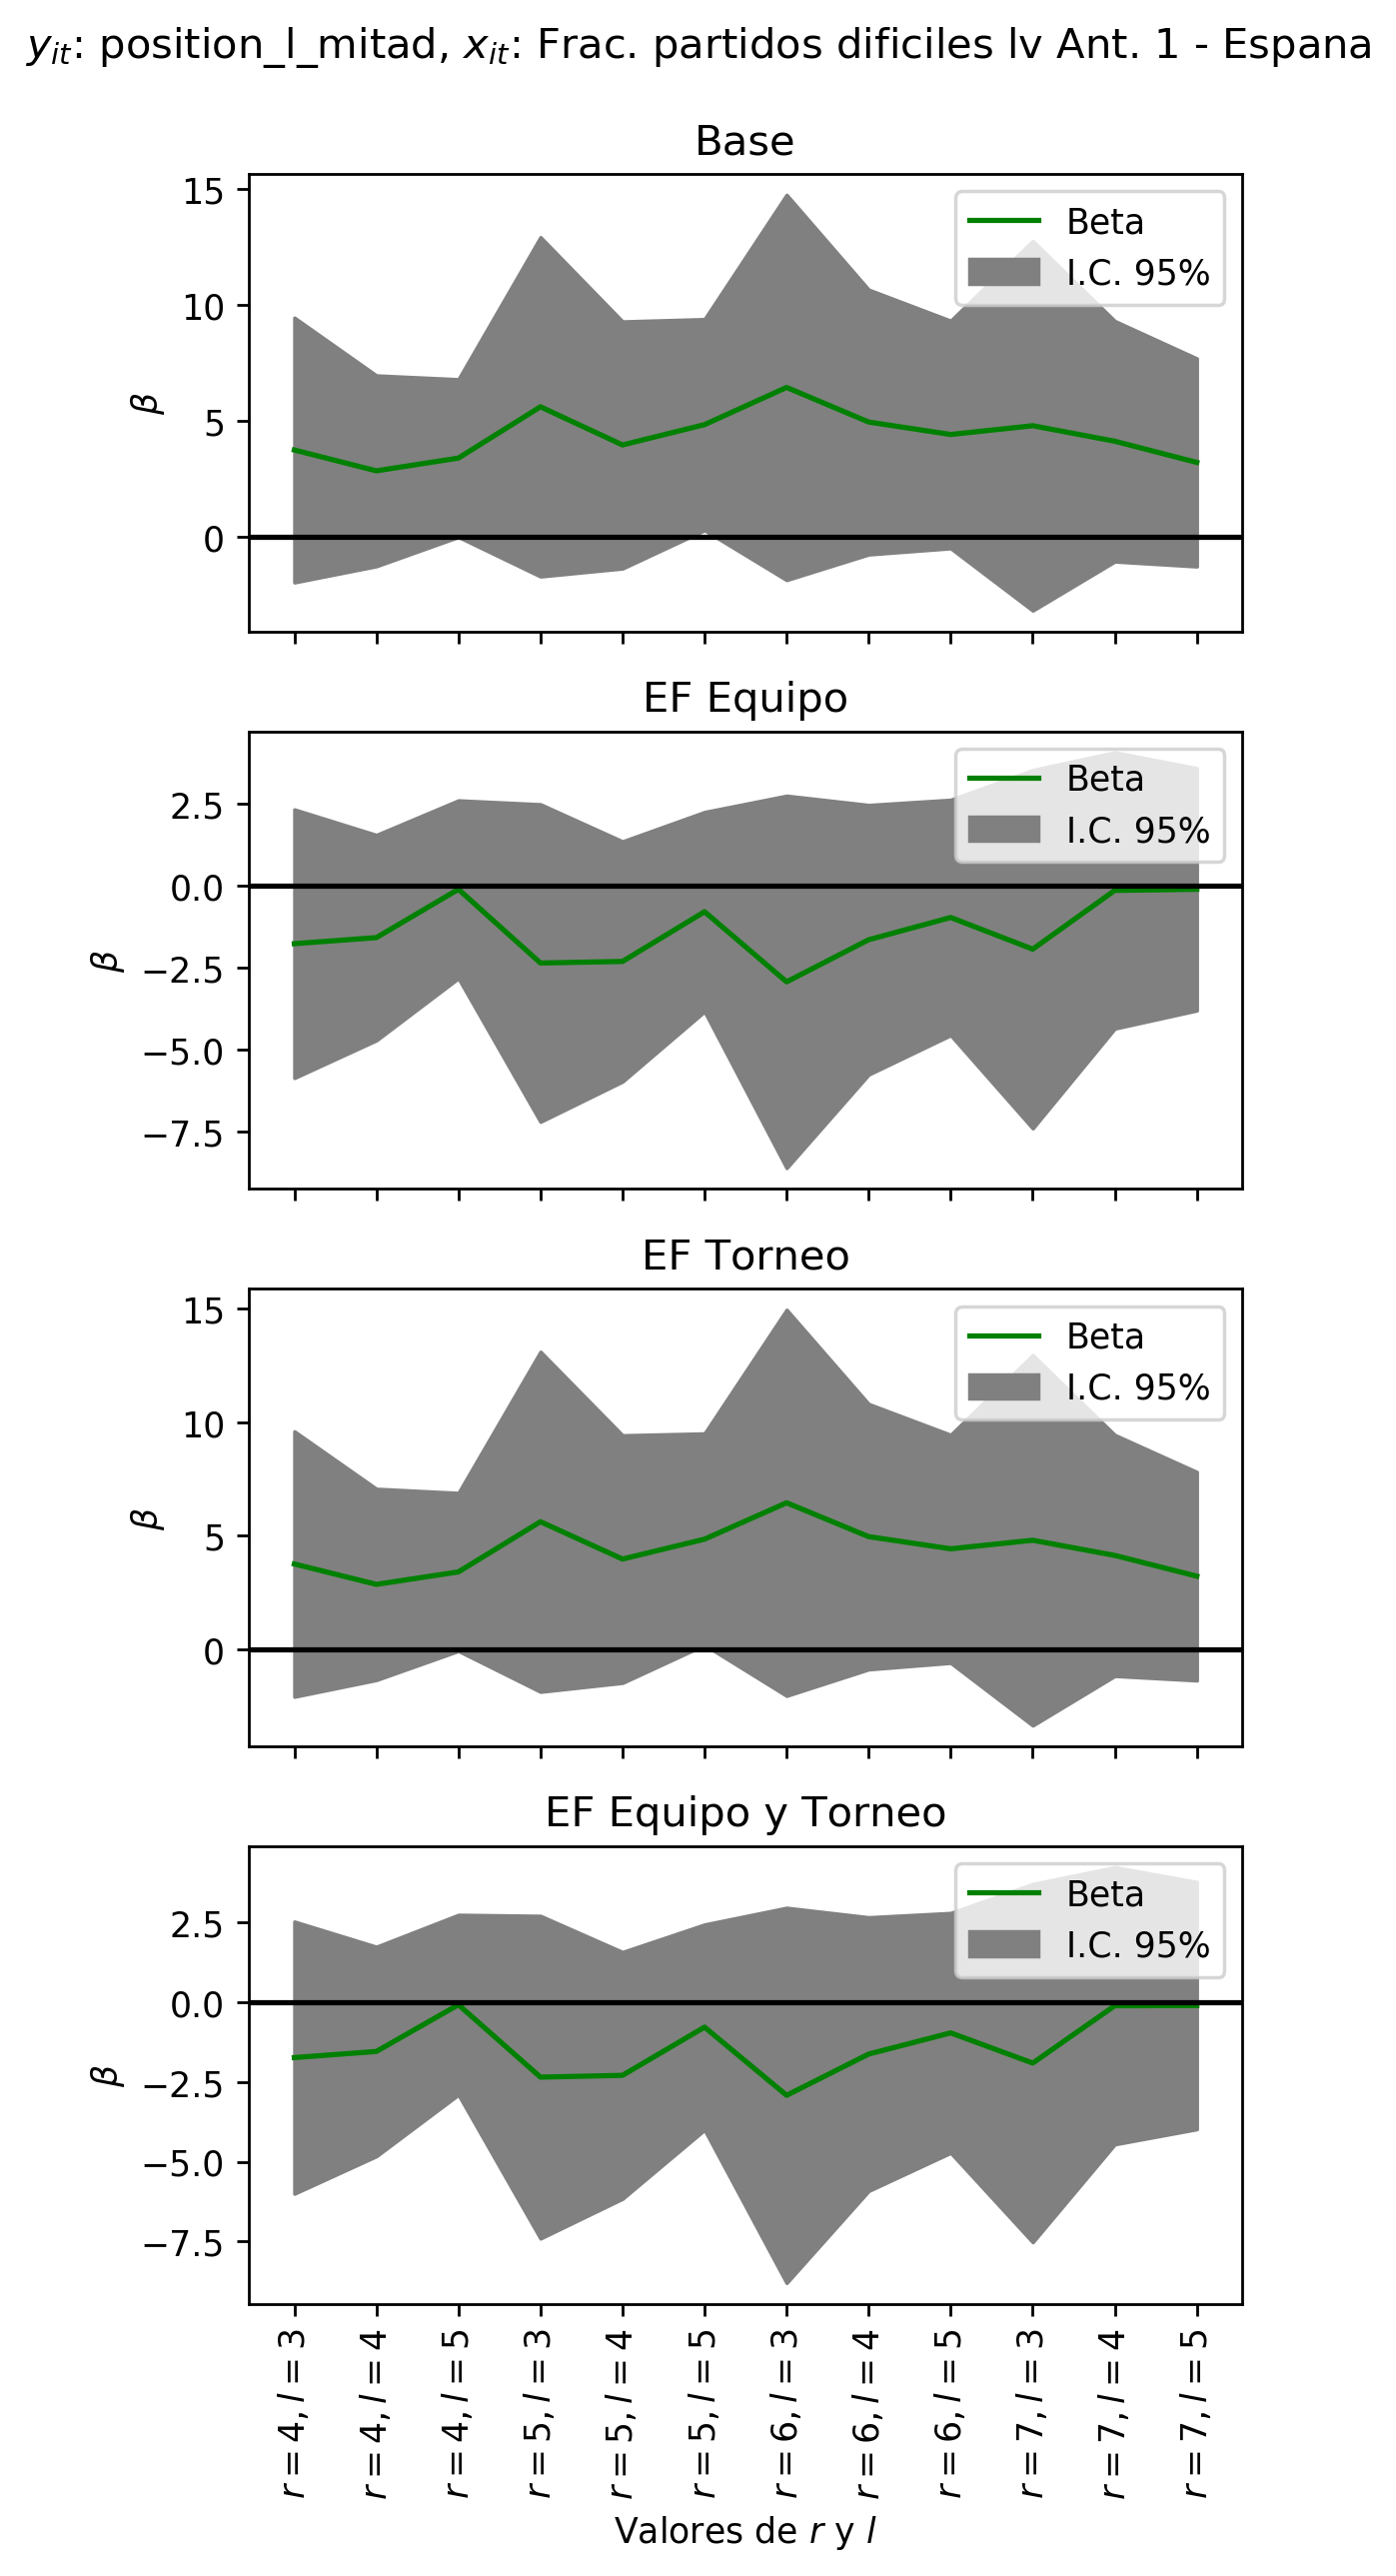 y_it: position_l_mitad, x_it: Frac. partidos dificiles lv Ant. 1 - Espana
Base
15
10
5
0
β
Beta
I.C. 95%
EF Equipo
2.5
0.0
−2.5
−5.0
−7.5
β
Beta
I.C. 95%
EF Torneo
15
10
5
0
β
Beta
I.C. 95%
EF Equipo y Torneo
2.5
0.0
−2.5
−5.0
−7.5
β
Beta
I.C. 95%
r = 4, l = 3
r = 4, l = 4
r = 4, l = 5
r = 5, l = 3
r = 5, l = 4
r = 5, l = 5
r = 6, l = 3
r = 6, l = 4
r = 6, l = 5
r = 7, l = 3
r = 7, l = 4
r = 7, l = 5
Valores de r y l